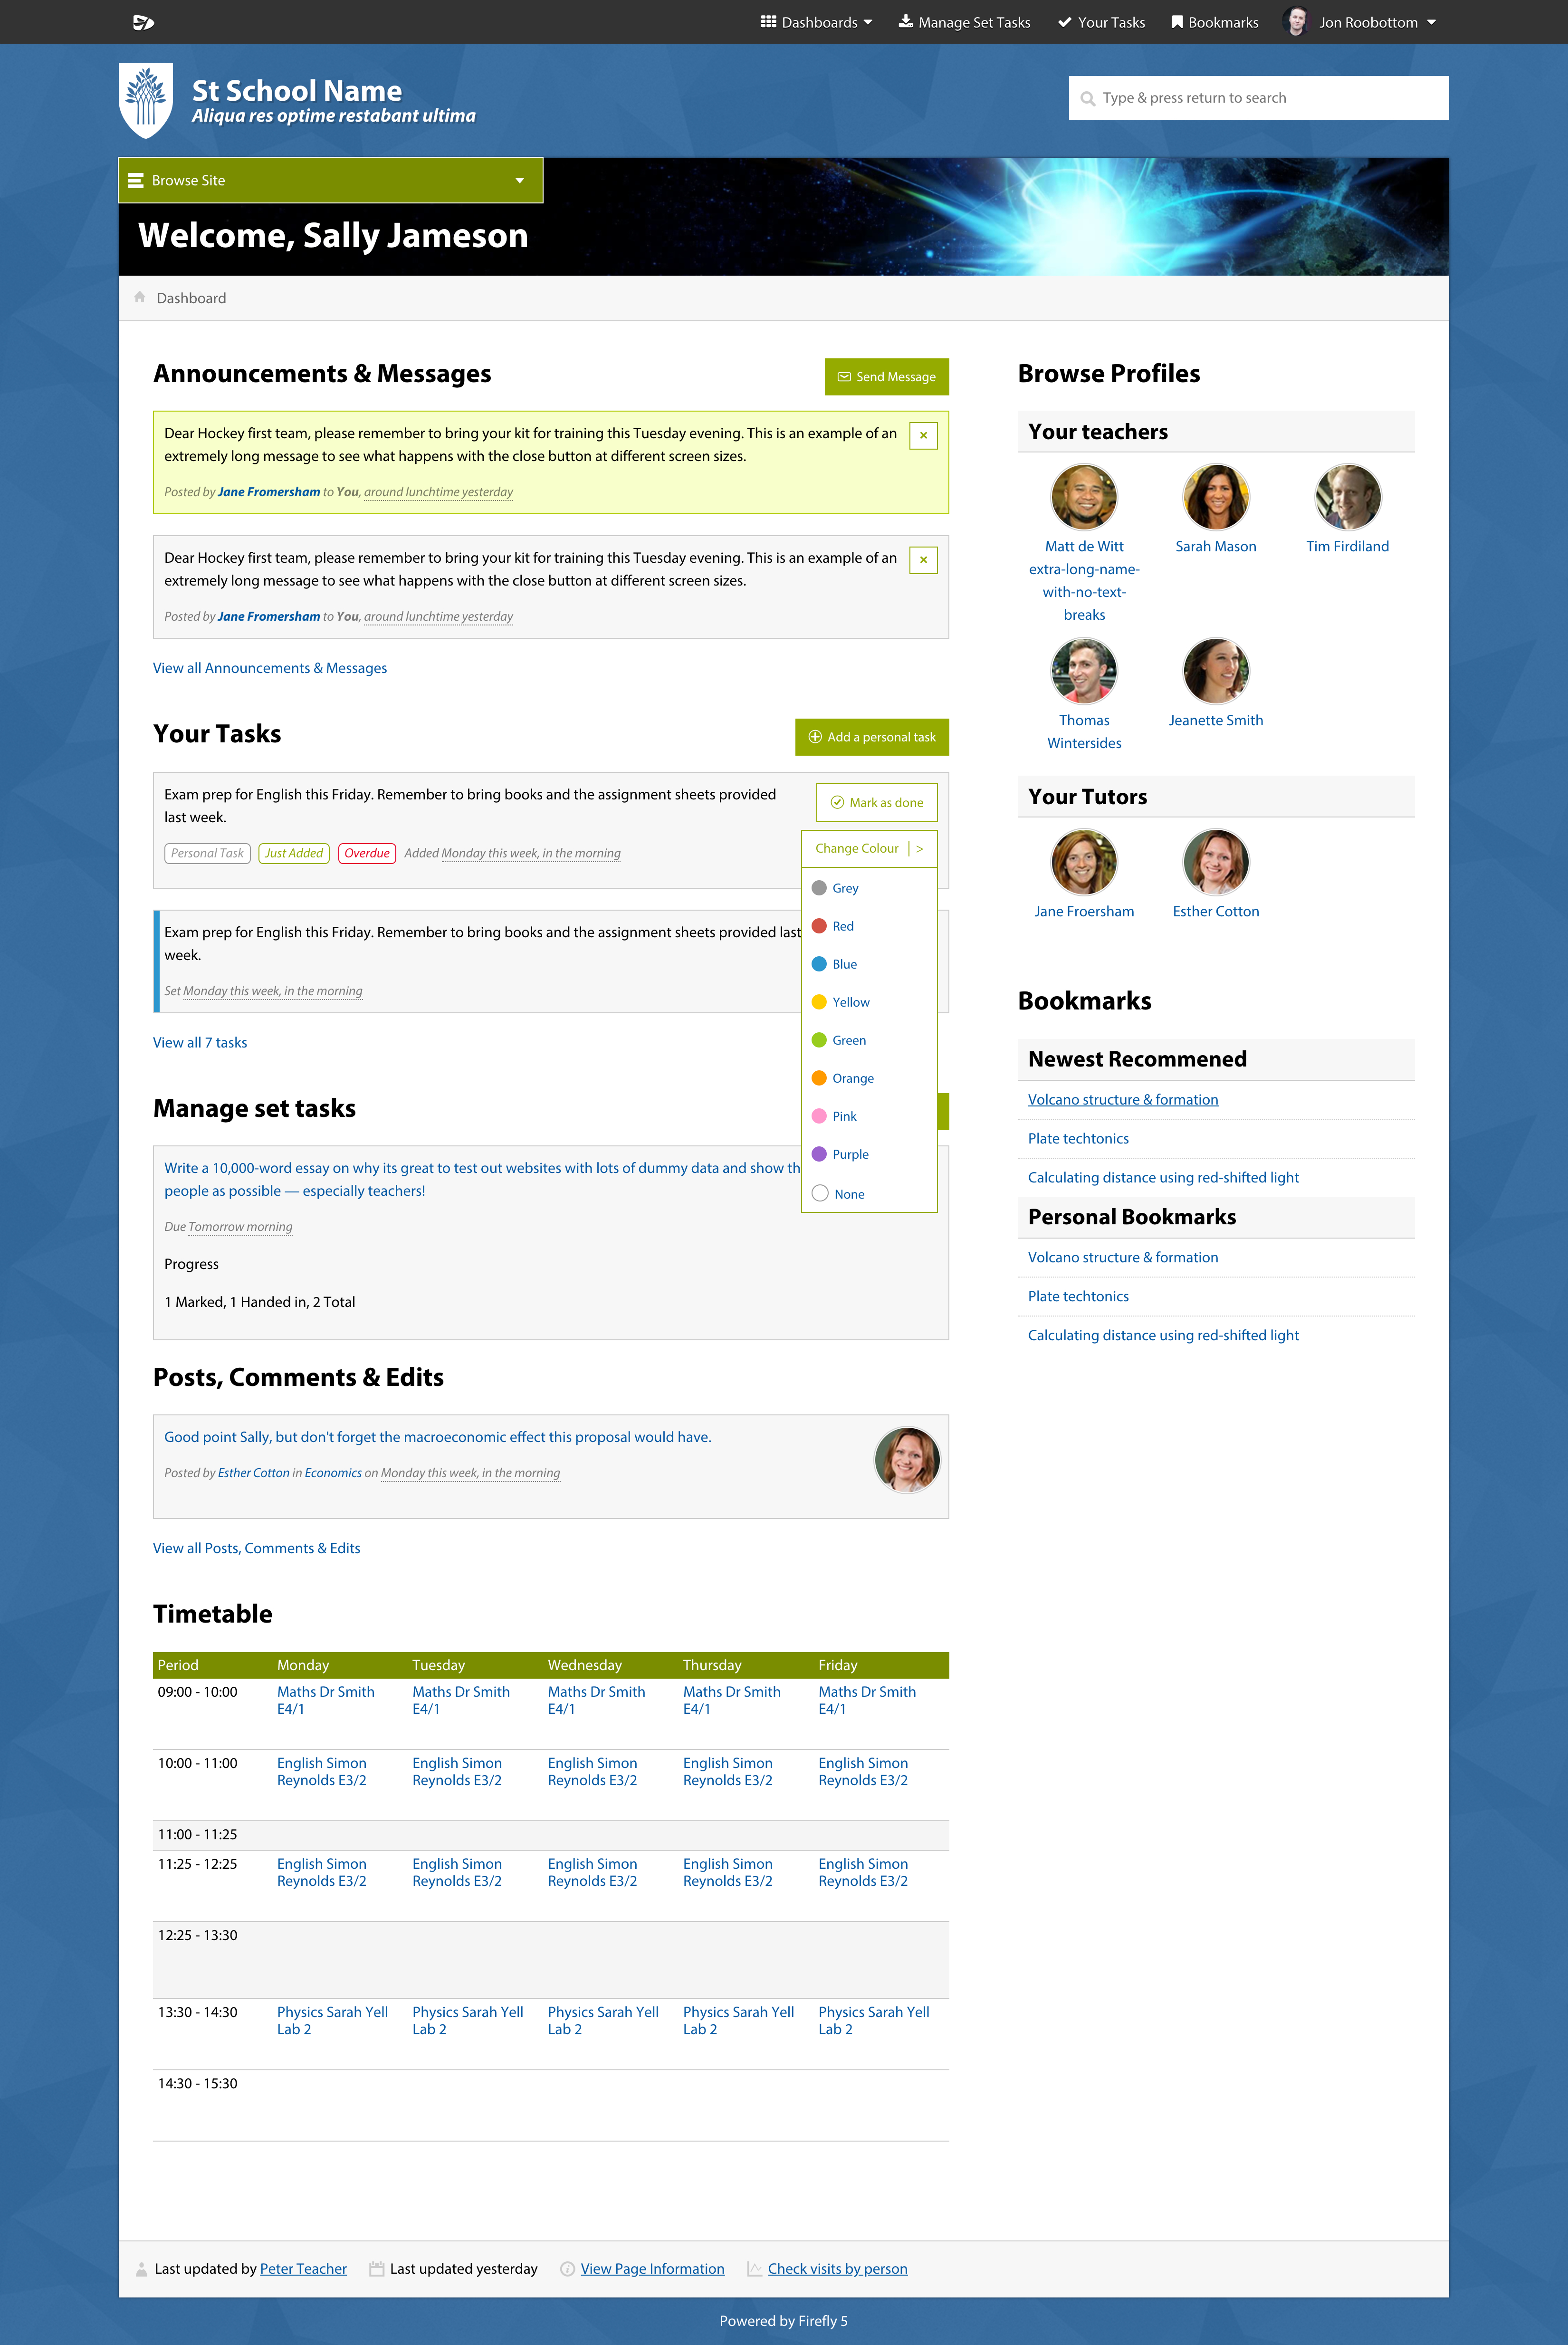 Dashboards
Manage Set Tasks
Your Tasks
Bookmarks
Jon Roobottom
St School Name
Aliqua res optime restabant ultima
Type & press return to search
Browse Site
Welcome, Sally Jameson
Dashboard
Announcements & Messages
Send Message
Dear Hockey first team, please remember to bring your kit for training this Tuesday evening. This is an example of an
extremely long message to see what happens with the close button at different screen sizes.
Posted by Jane Fromersham to You, around lunchtime yesterday
Dear Hockey first team, please remember to bring your kit for training this Tuesday evening. This is an example of an
extremely long message to see what happens with the close button at different screen sizes.
Posted by Jane Fromersham to You, around lunchtime yesterday
View all Announcements & Messages
Your Tasks
Add a personal task
Exam prep for English this Friday. Remember to bring books and the assignment sheets provided
last week.
Mark as done
Personal Task Just Added Overdue Added Monday this week, in the morning
Change Colour | >
Grey
Red
Blue
Yellow
Green
Orange
Pink
Purple
None
Exam prep for English this Friday. Remember to bring books and the assignment sheets provided last
week.
Set Monday this week, in the morning
View all 7 tasks
Manage set tasks
Write a 10,000-word essay on why its great to test out websites with lots of dummy data and show th
people as possible — especially teachers!
Due Tomorrow morning
Progress
1 Marked, 1 Handed in, 2 Total
Posts, Comments & Edits
Good point Sally, but don't forget the macroeconomic effect this proposal would have.
Posted by Esther Cotton in Economics on Monday this week, in the morning
View all Posts, Comments & Edits
Timetable
Period Monday Tuesday Wednesday Thursday Friday
09:00 - 10:00 Maths Dr Smith Maths Dr Smith Maths Dr Smith Maths Dr Smith Maths Dr Smith
E4/1 E4/1 E4/1 E4/1 E4/1
10:00 - 11:00 English Simon English Simon English Simon English Simon English Simon
Reynolds E3/2 Reynolds E3/2 Reynolds E3/2 Reynolds E3/2 Reynolds E3/2
11:00 - 11:25
11:25 - 12:25 English Simon English Simon English Simon English Simon English Simon
Reynolds E3/2 Reynolds E3/2 Reynolds E3/2 Reynolds E3/2 Reynolds E3/2
12:25 - 13:30
13:30 - 14:30 Physics Sarah Yell Physics Sarah Yell Physics Sarah Yell Physics Sarah Yell Physics Sarah Yell
Lab 2 Lab 2 Lab 2 Lab 2 Lab 2
14:30 - 15:30
Browse Profiles
Your teachers
Matt de Witt
extra-long-name-
with-no-text-
breaks
Sarah Mason
Tim Firdiland
Thomas
Wintersides
Jeanette Smith
Your Tutors
Jane Froersham
Esther Cotton
Bookmarks
Newest Recommened
Volcano structure & formation
Plate techtonics
Calculating distance using red-shifted light
Personal Bookmarks
Volcano structure & formation
Plate techtonics
Calculating distance using red-shifted light
Last updated by Peter Teacher
Last updated yesterday
View Page Information
Check visits by person
Powered by Firefly 5